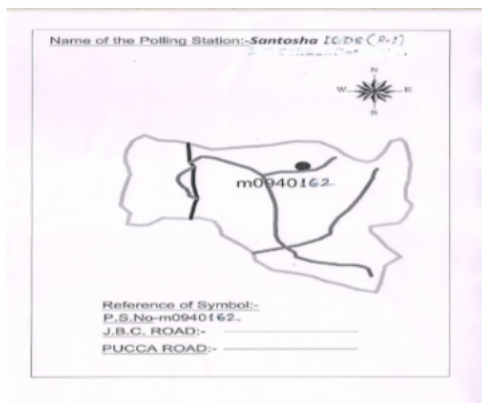 Name of the Polling Station:-Santosha ICDS (R-1)
N
W E
S
m0940162
Reference of Symbol:-
P.S.No-m0940162
J.B.C. ROAD:-
PUCCA ROAD:-